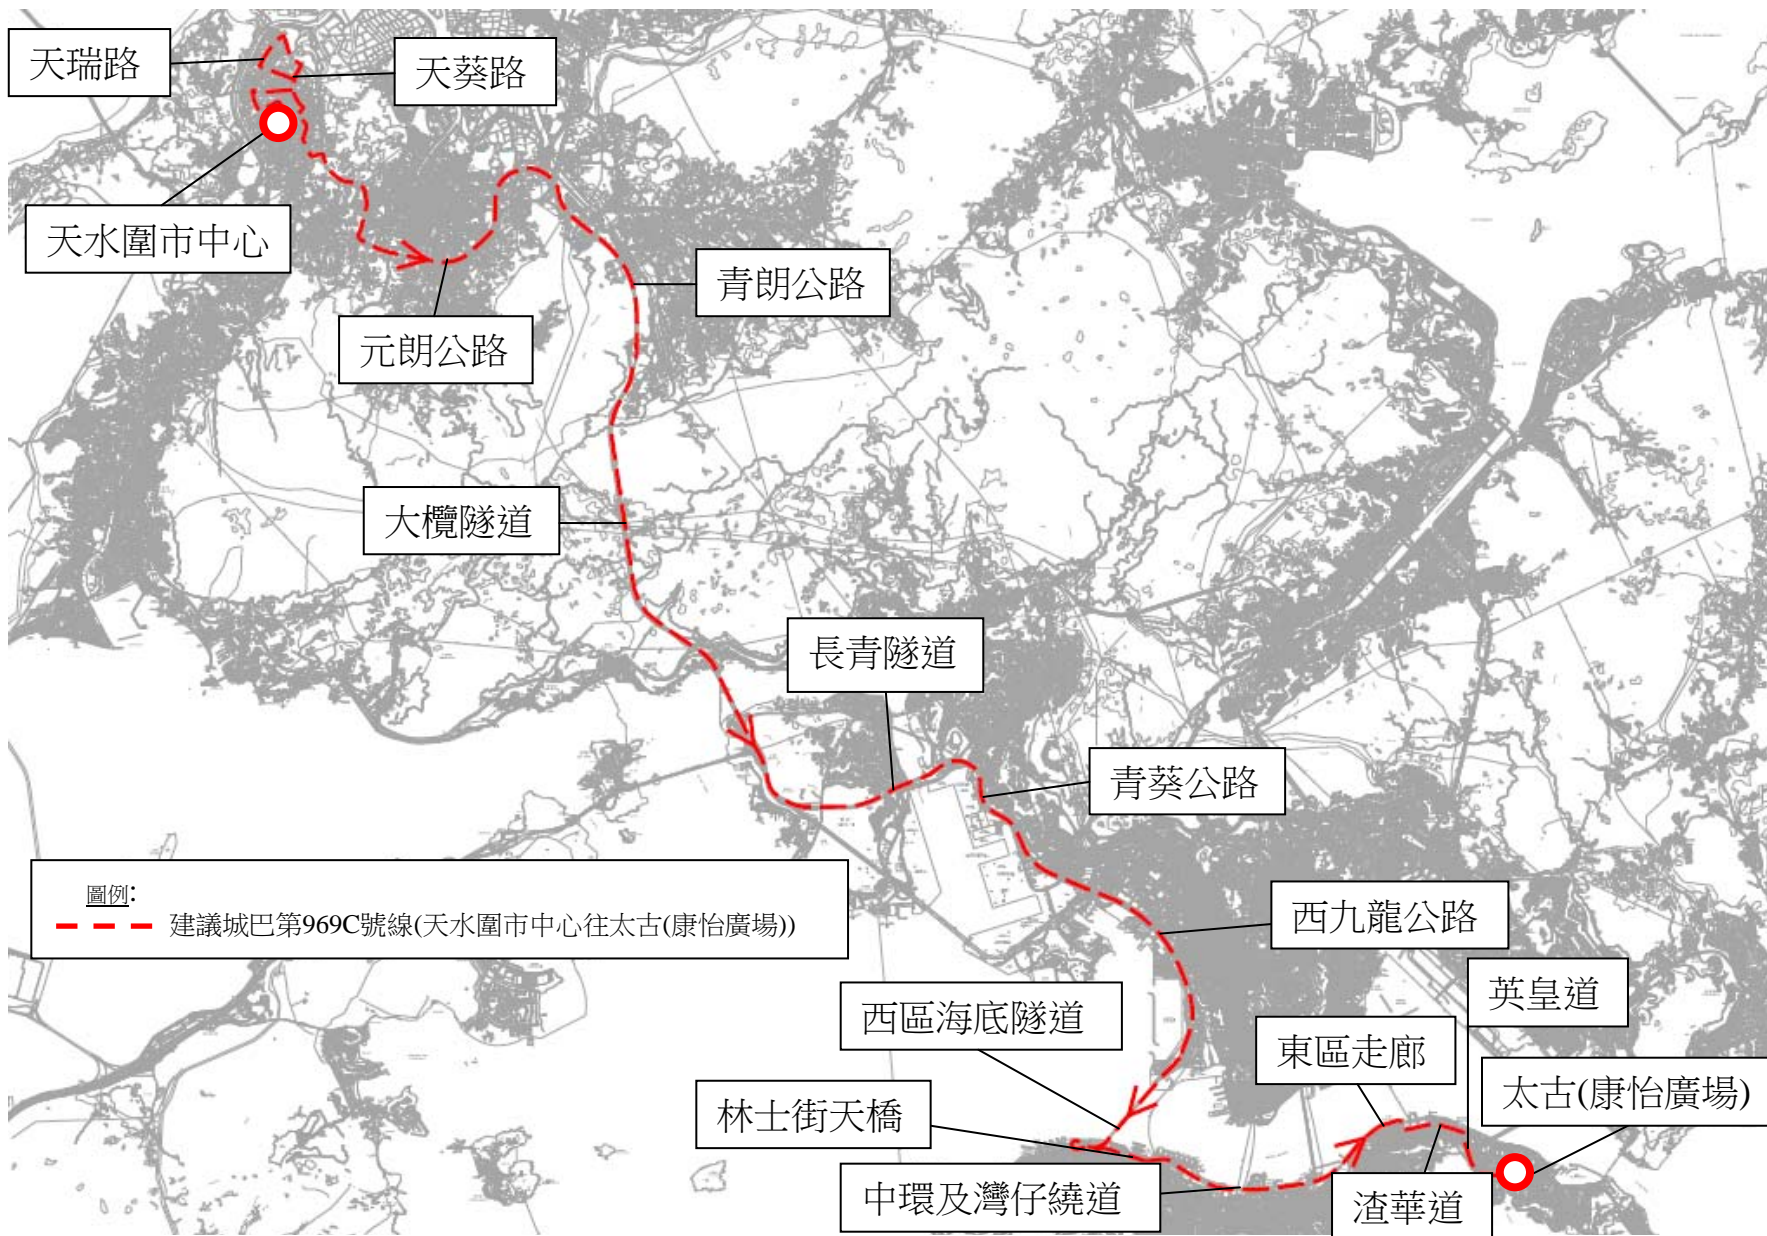 天瑞路
天葵路
天水圍市中心
青朗公路
元朗公路
大欖隧道
長青隧道
青葵公路
圖例:
建議城巴第969C號線(天水圍市中心往太古(康怡廣場))
西九龍公路
英皇道
西區海底隧道
東區走廊
太古(康怡廣場)
林士街天橋
中環及灣仔繞道
渣華道